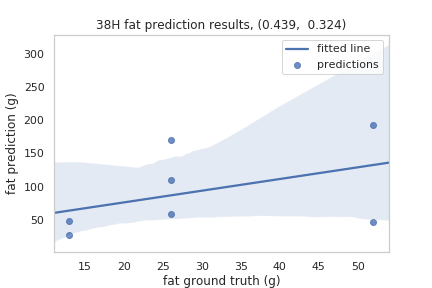 38H fat prediction results, (0.439,  0.324)
fitted line
predictions
fat prediction (g)
300
250
200
150
100
50
15 20 25 30 35 40 45 50
fat ground truth (g)